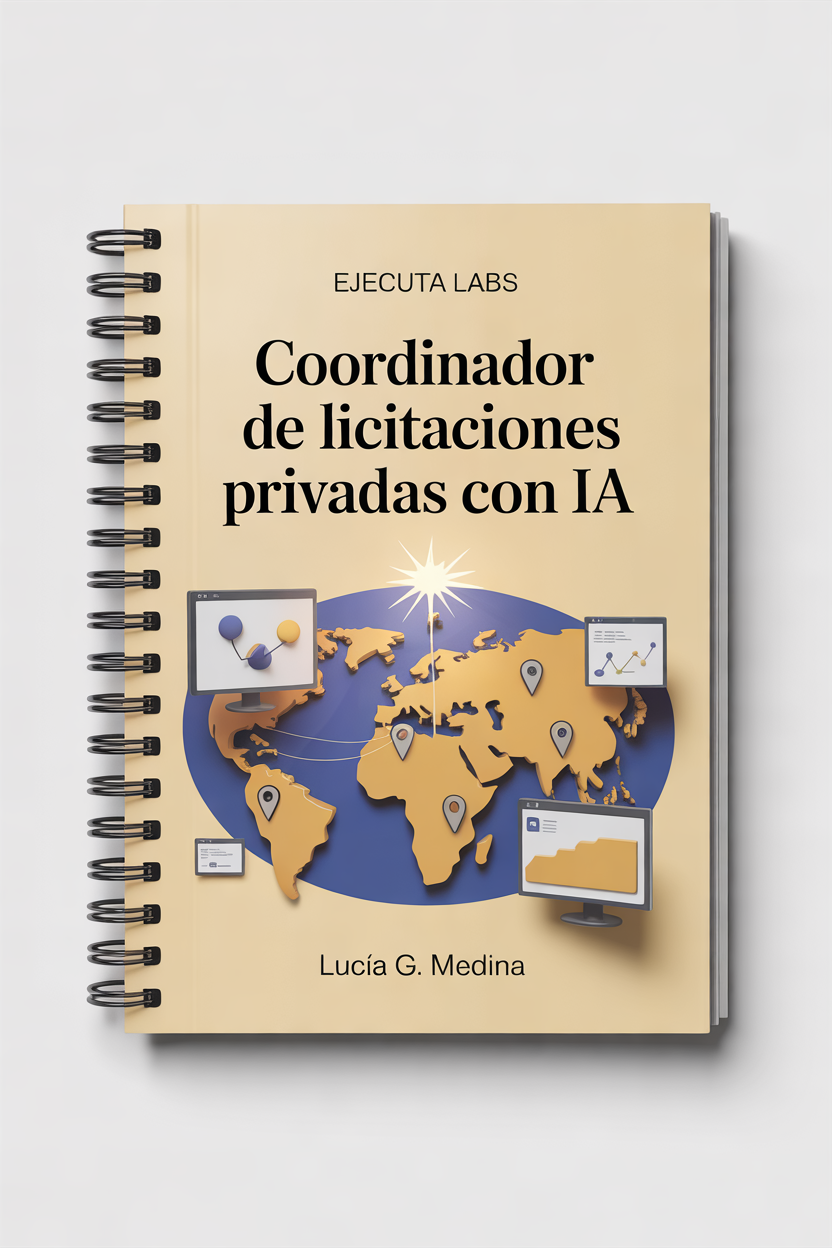 EJECUTA LABS
Coordinador
de licitaciones
privadas con IA
Lucía G. Medina